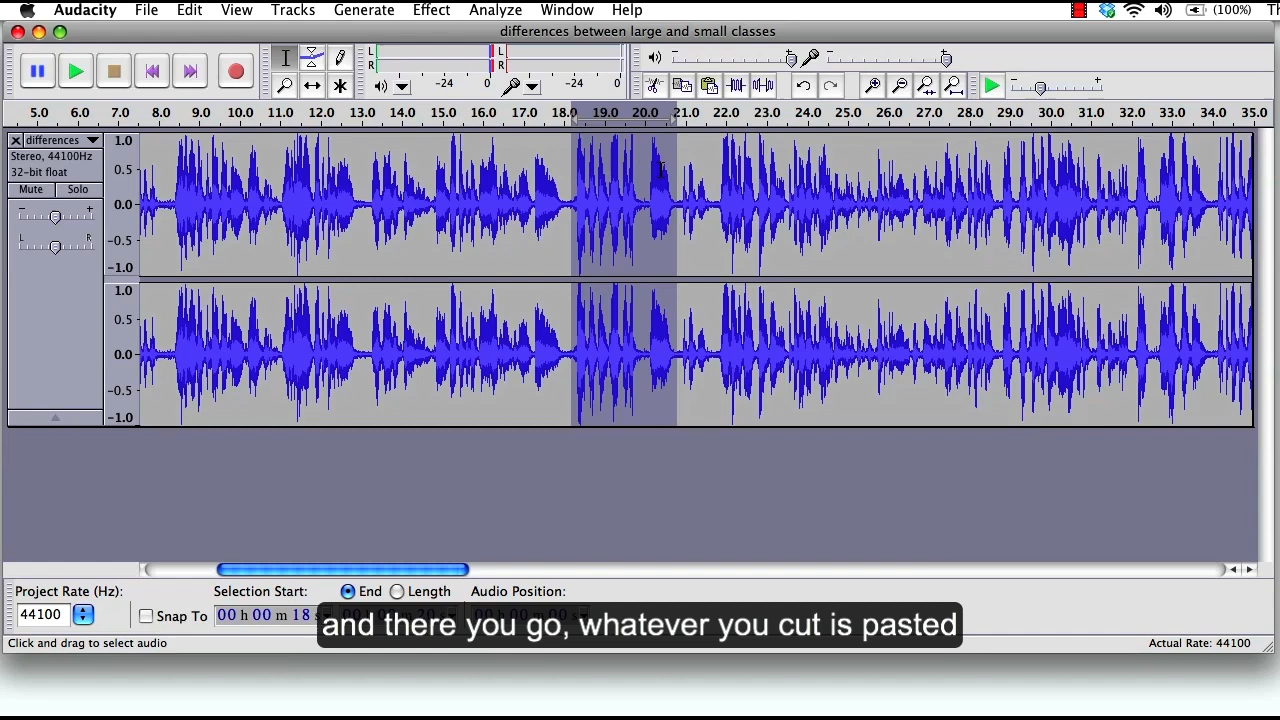 Audacity File Edit View Tracks Generate Effect Analyze Window Help (100%) Th
differences between large and small classes
L
R
-24 0
L
R
-24 0
5.0 6.0 7.0 8.0 9.0 10.0 11.0 12.0 13.0 14.0 15.0 16.0 17.0 18.0 19.0 20.0 21.0 22.0 23.0 24.0 25.0 26.0 27.0 28.0 29.0 30.0 31.0 32.0 33.0 34.0 35.0
differences
Stereo, 44100Hz
32-bit float
Mute Solo
- +
L R
1.0
0.5
0.0
-0.5
-1.0
1.0
0.5
0.0
-0.5
-1.0
Project Rate (Hz): Selection Start: End Length Audio Position:
44100 Snap To 00 h 00 m 18 s
and there you go, whatever you cut is pasted
Click and drag to select audio Actual Rate: 44100